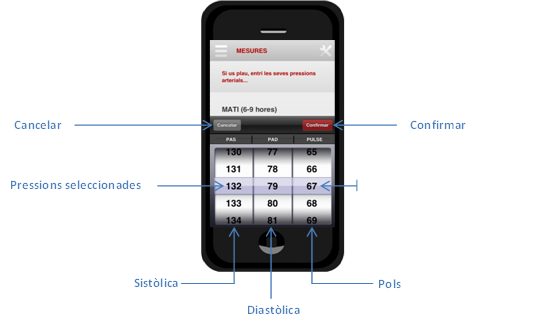 MESURES
Si us plau, entri les seves pressions
arterials...
MATI (6-9 hores)
Cancelar
Cancelar
Confirmar
Confirmar
PAS PAD PULSE
130 77 65
131 78 66
Pressions seleccionades
132 79 67
133 80 68
134 81 69
Sistòlica
Pols
Diastòlica